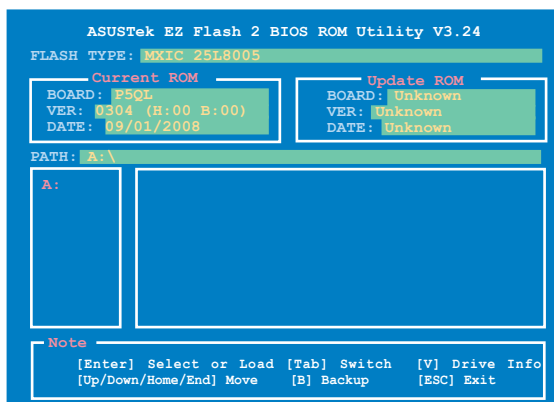 ASUSTek EZ Flash 2 BIOS ROM Utility V3.24
FLASH TYPE: MXIC 25L8005
Current ROM
BOARD: P5QL
VER: 0304 (H:00 B:00)
DATE: 09/01/2008
Update ROM
BOARD: Unknown
VER: Unknown
DATE: Unknown
PATH: A:\
A:
Note
[Enter] Select or Load [Tab] Switch [V] Drive Info
[Up/Down/Home/End] Move [B] Backup [ESC] Exit